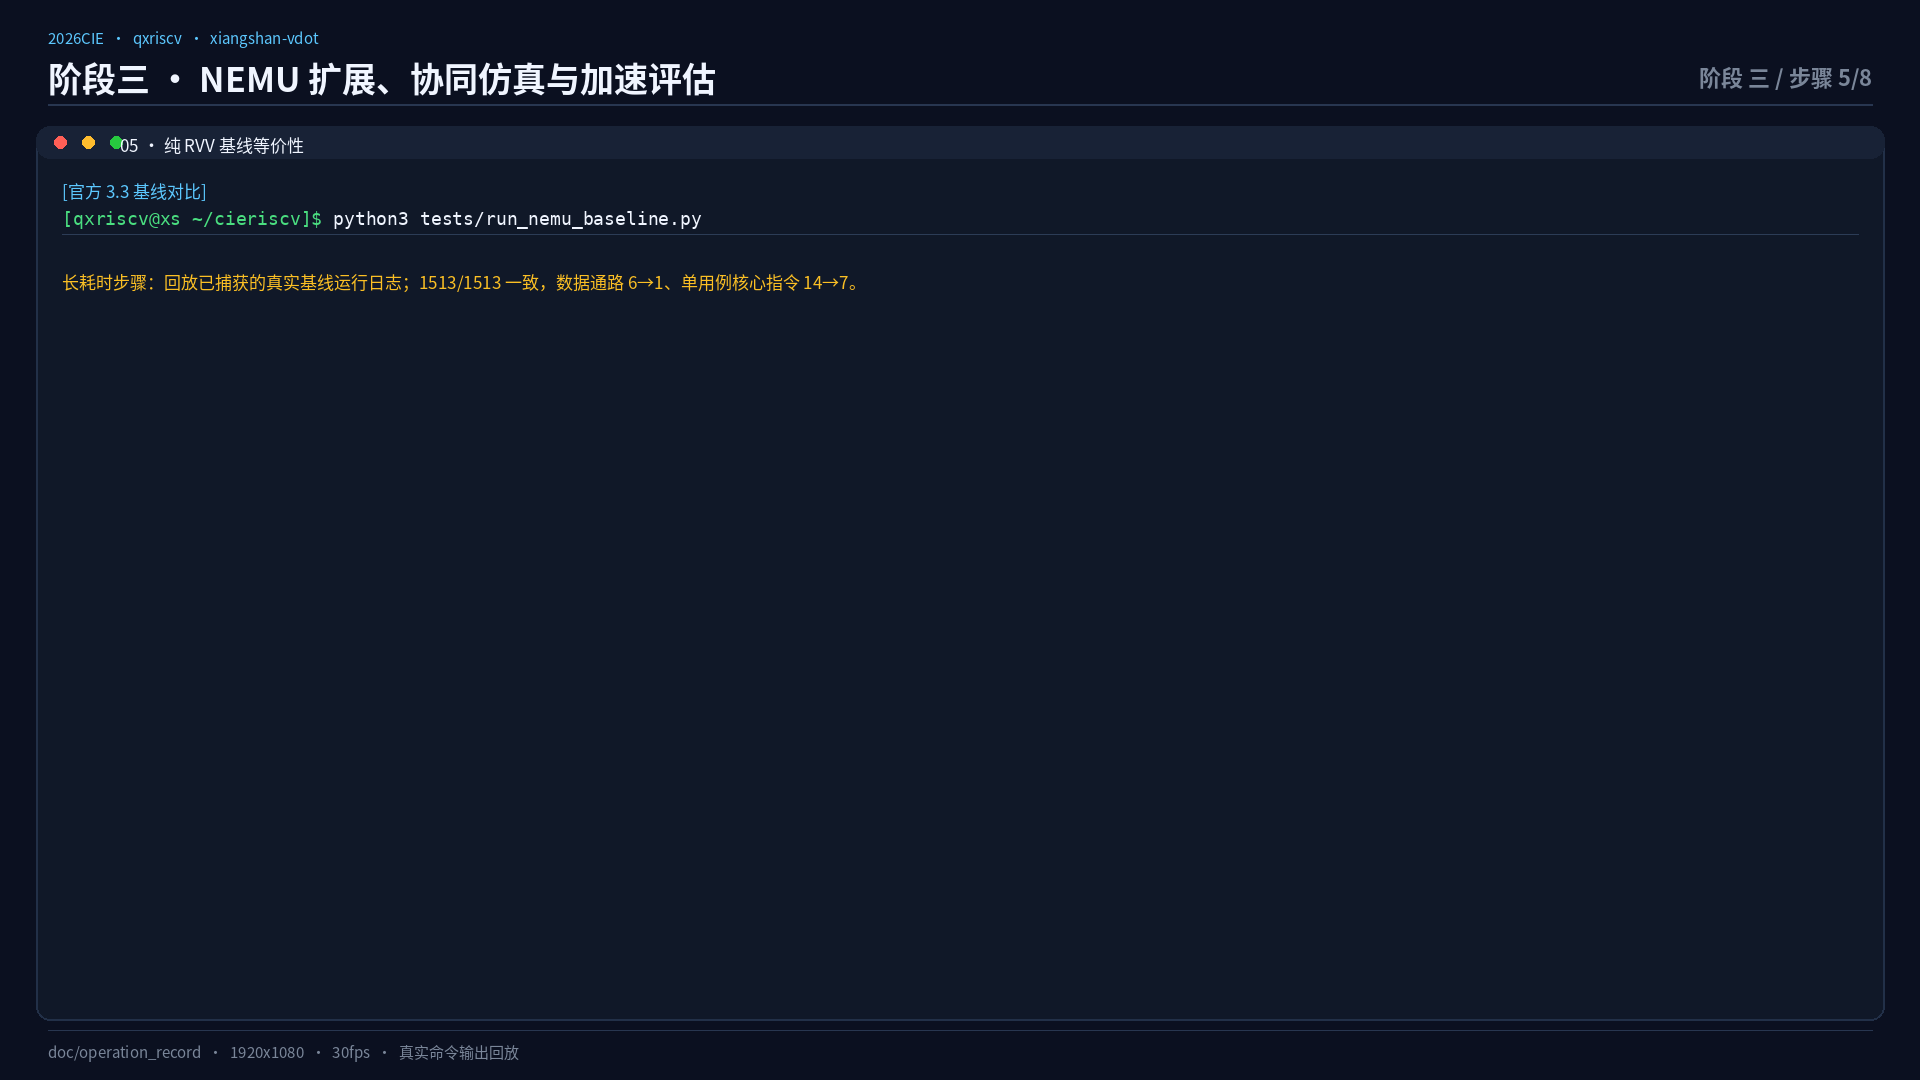 2026CIE · qxriscv · xiangshan-vdot
阶段三 · NEMU 扩展、协同仿真与加速评估
阶段 三 / 步骤 5/8
05 · 纯 RVV 基线等价性
[官方 3.3 基线对比]
[qxriscv@xs ~/cieriscv]$ python3 tests/run_nemu_baseline.py
长耗时步骤：回放已捕获的真实基线运行日志；1513/1513 一致，数据通路 6→1、单用例核心指令 14→7。
doc/operation_record · 1920x1080 · 30fps · 真实命令输出回放